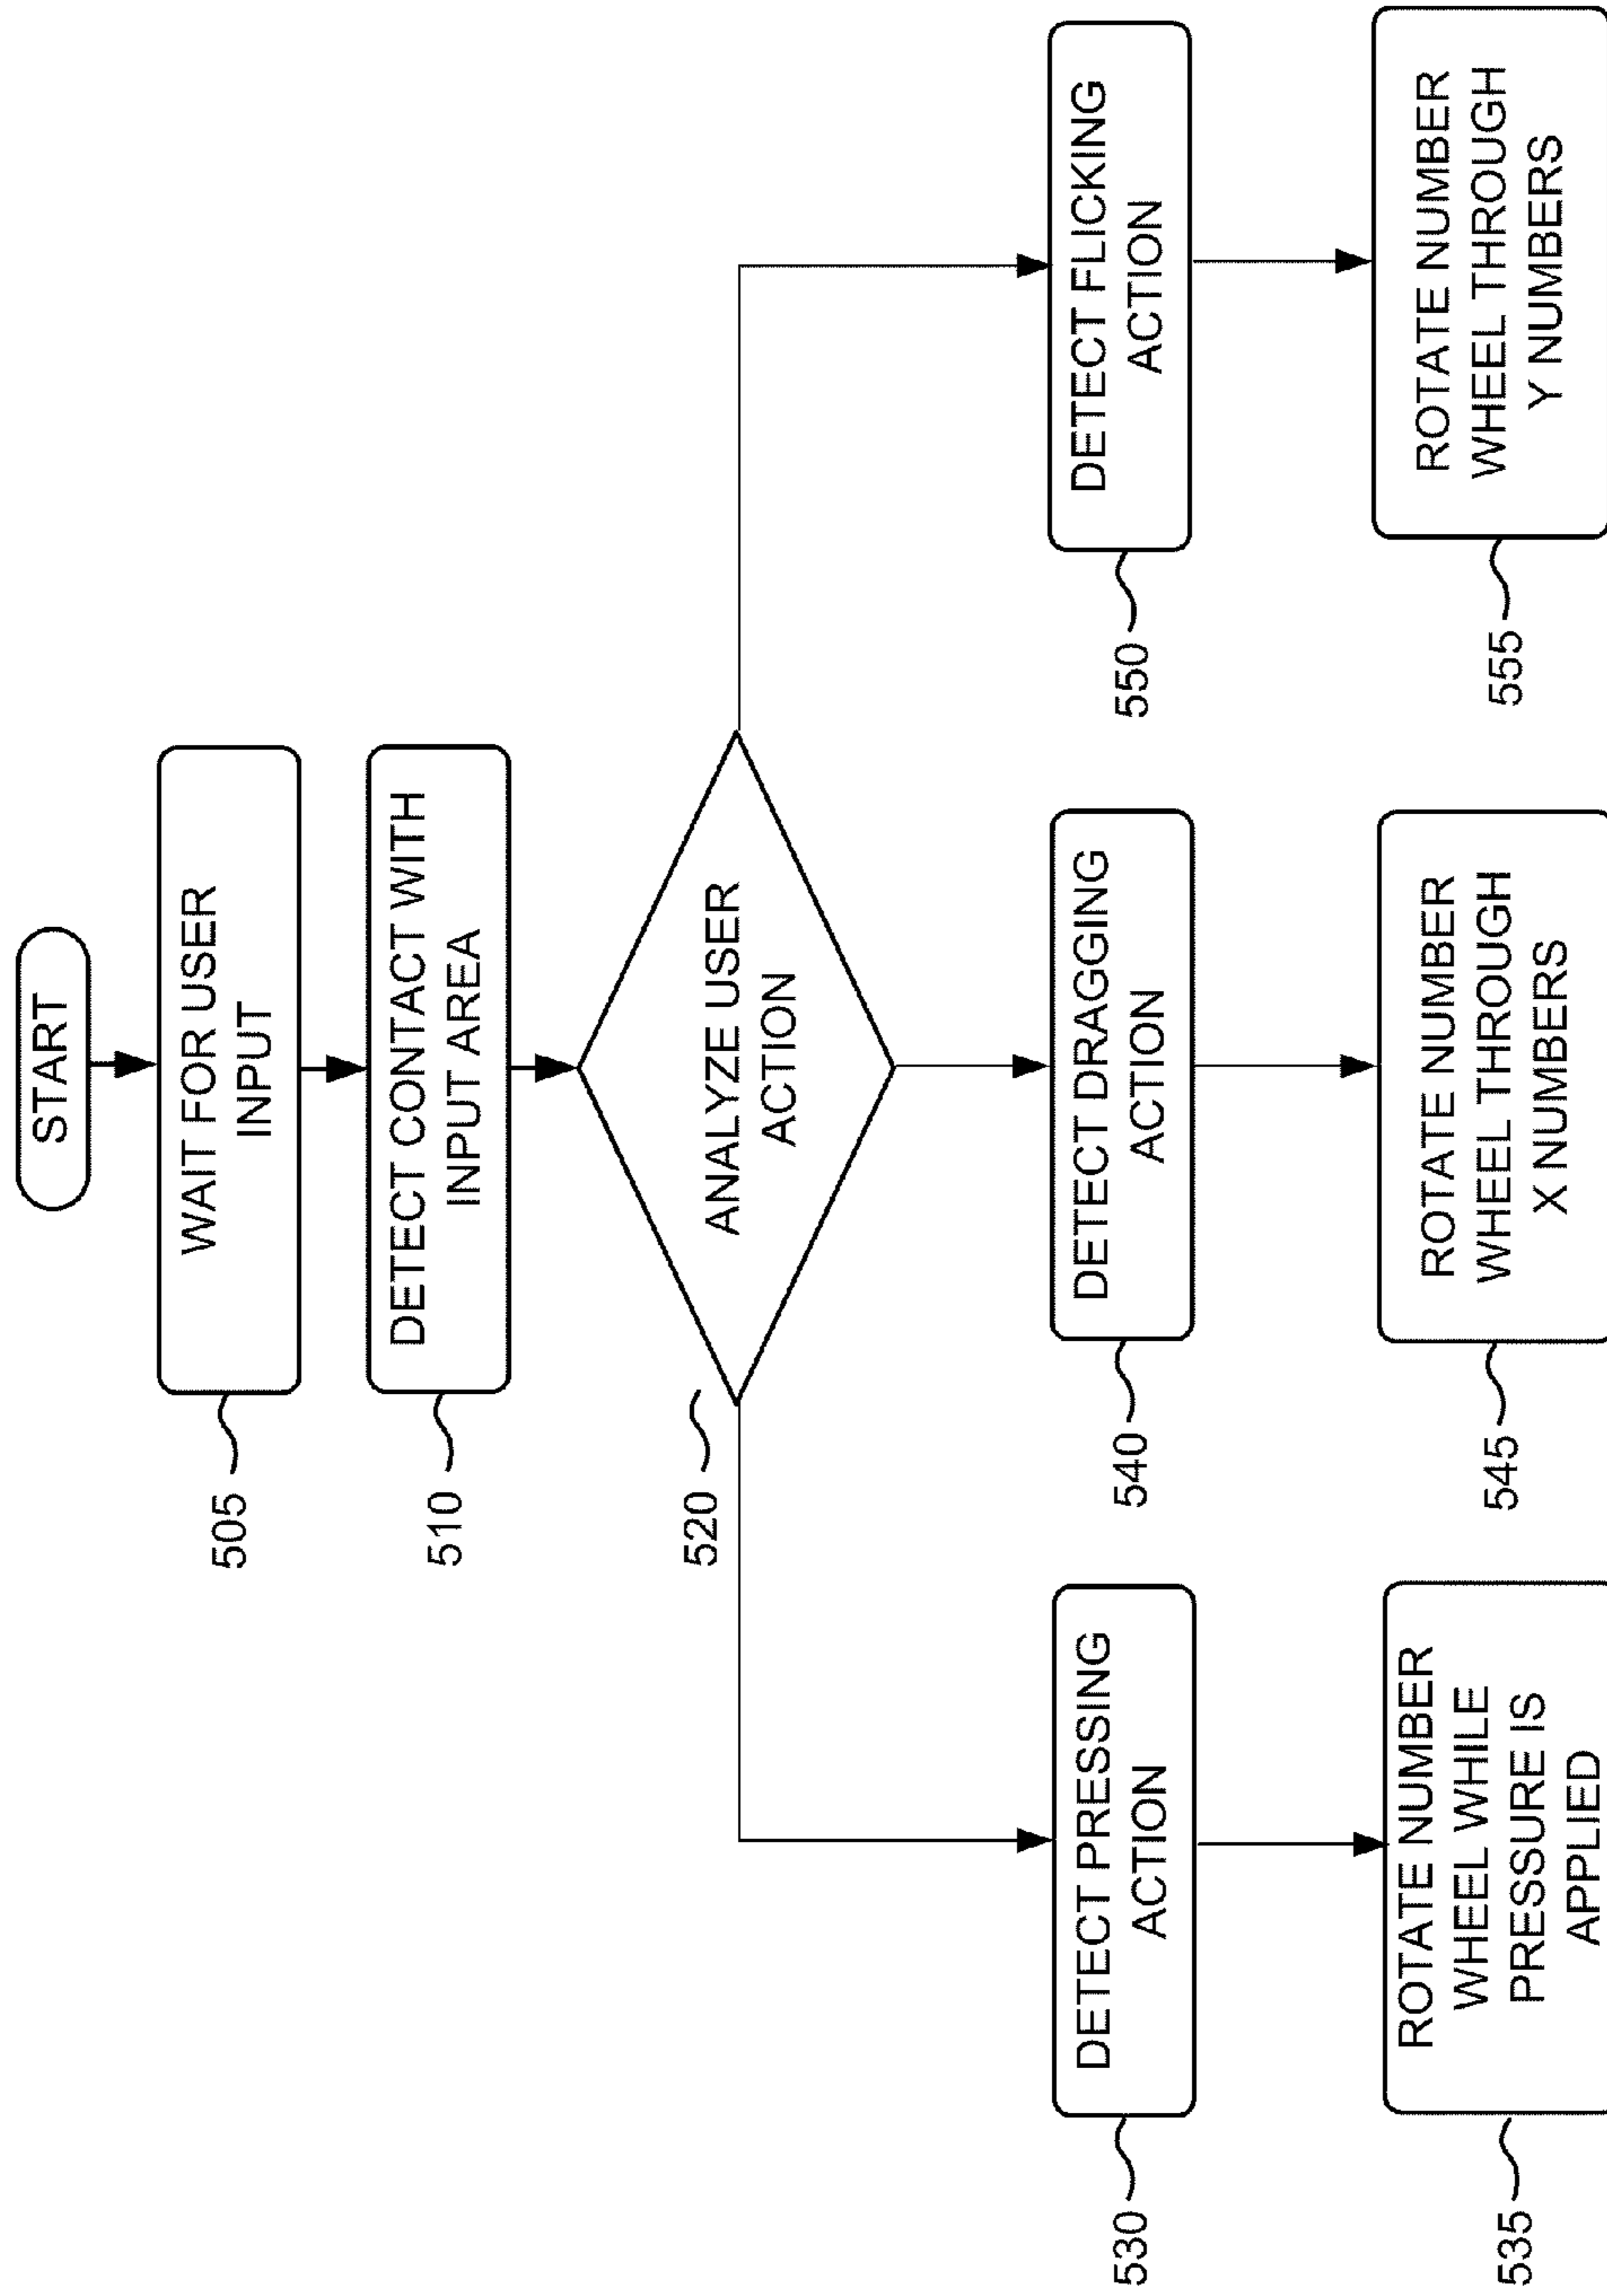 START
WAIT FOR USER
INPUT
505
DETECT CONTACT WITH
INPUT AREA
510
ANALYZE USER
ACTION
520
DETECT PRESSING
ACTION
530
DETECT DRAGGING
ACTION
540
DETECT FLICKING
ACTION
550
ROTATE NUMBER
WHEEL WHILE
PRESSURE IS
APPLIED
535
ROTATE NUMBER
WHEEL THROUGH
X NUMBERS
545
ROTATE NUMBER
WHEEL THROUGH
Y NUMBERS
555